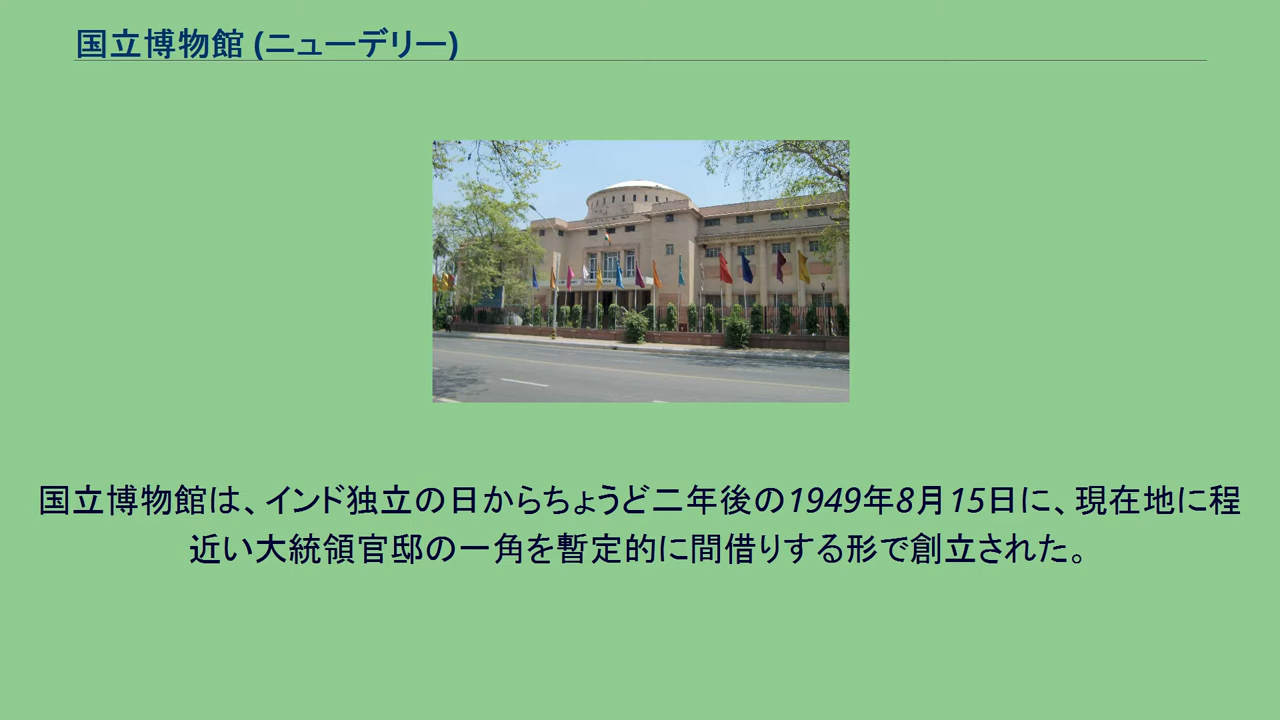 国立博物館 (ニューデリー)
国立博物館は、インド独立の日からちょうど二年後の1949年8月15日に、現在地に程
近い大統領官邸の一角を暫定的に間借りする形で創立された。